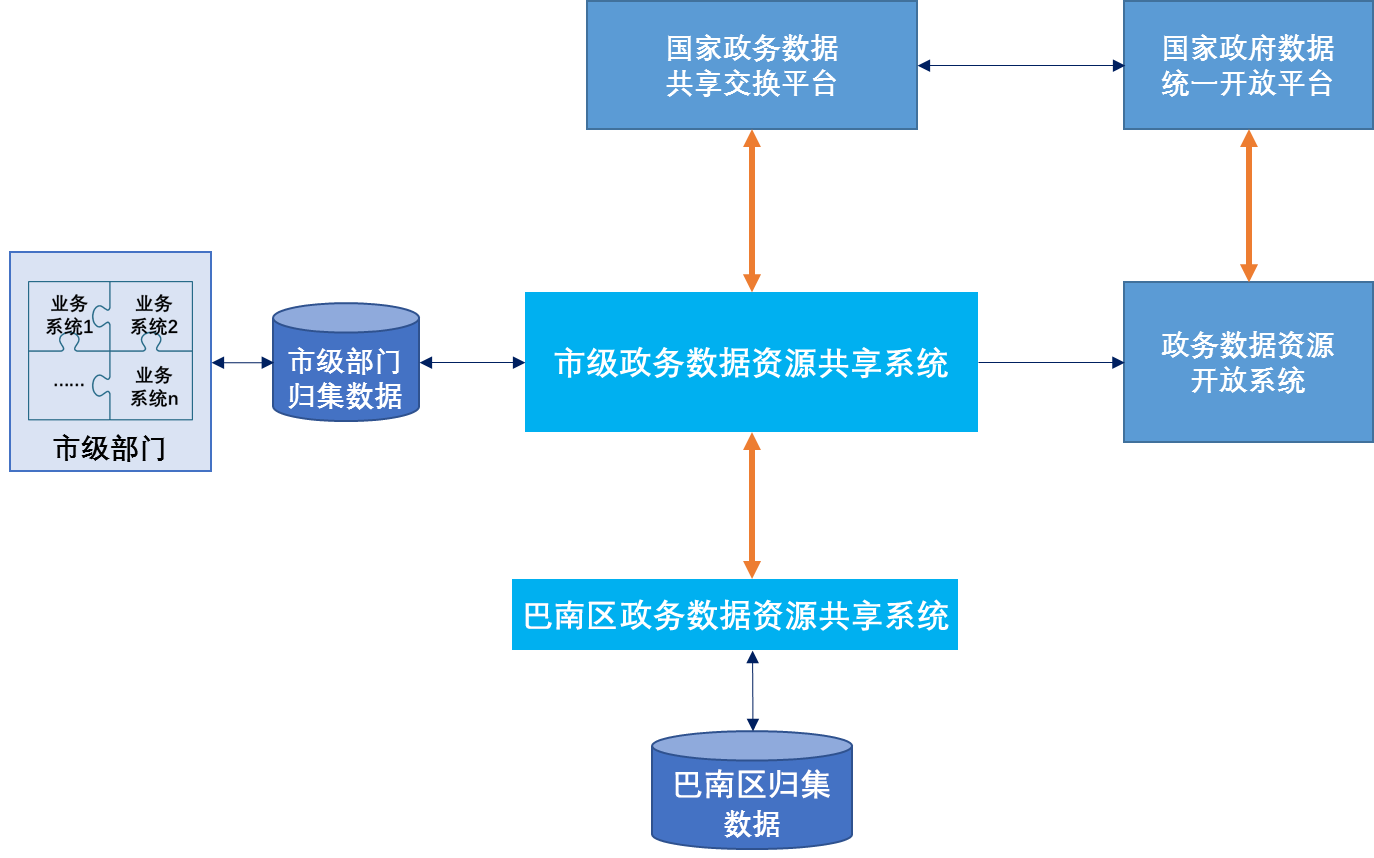 国家政务数据
共享交换平台
国家政府数据
统一开放平台
业务
系统1
业务
系统2
……
业务
系统n
市级部门
市级部门
归集数据
市级政务数据资源共享系统
政务数据资源
开放系统
巴南区政务数据资源共享系统
巴南区归集
数据